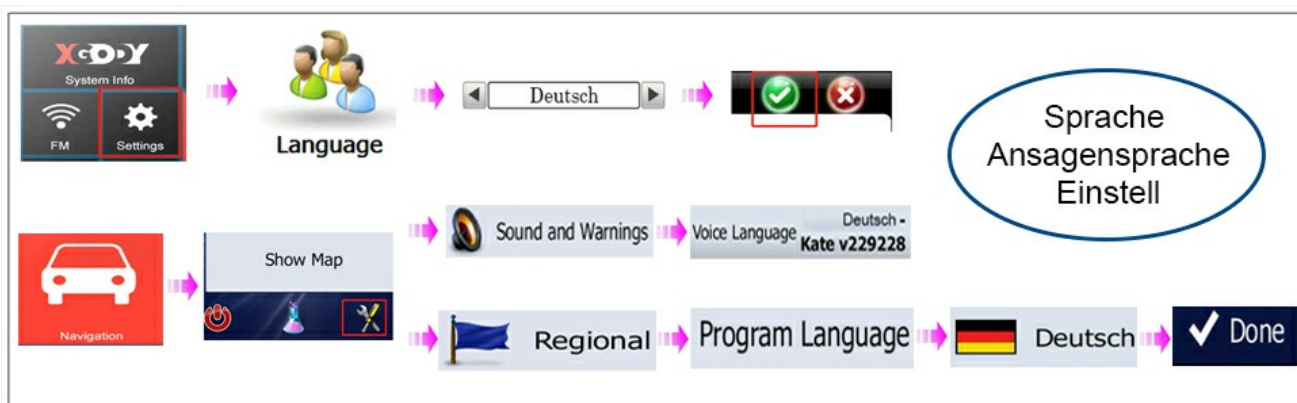 XGODY
System Info
FM
Settings
Language
Deutsch
Sprache
Ansagensprache
Einstell
Navigation
Show Map
Sound and Warnings
Voice Language
Deutsch -
Kate v229228
Regional
Program Language
Deutsch
Done